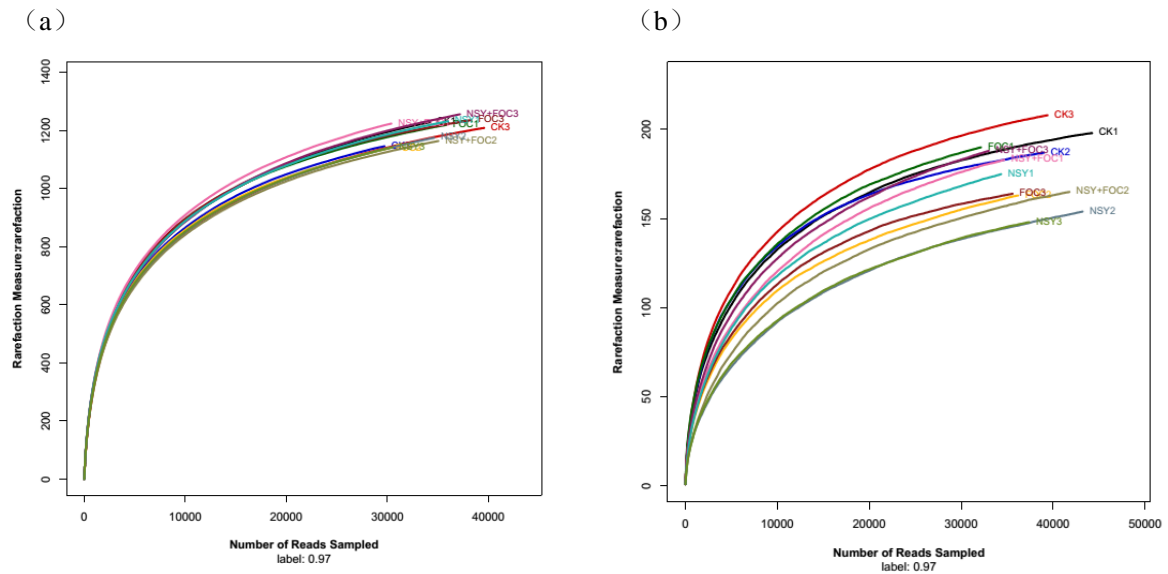 （a）
（b）
Rarefaction Measure:rarefaction
1400
1200
1000
800
600
400
200
0
NSY+FOC3
FOC3
FOC1
CK3
NSY+FOC2
0
10000
20000
30000
40000
Number of Reads Sampled
label: 0.97
Rarefaction Measure:rarefaction
200
150
100
50
0
CK3
CK1
FOC1
NSY+FOC3
CK2
NSY+FOC1
NSY1
FOC3
NSY+FOC2
NSY2
NSY3
0
10000
20000
30000
40000
50000
Number of Reads Sampled
label: 0.97